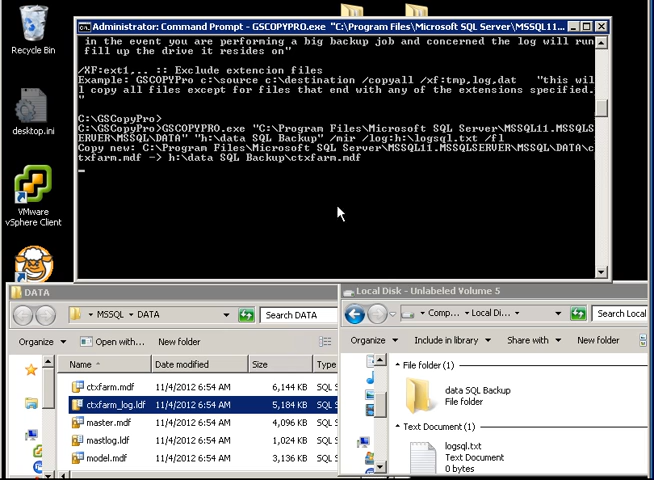 Recycle Bin
desktop.ini
VMware
vSphere Client
Administrator: Command Prompt - GSCOPYPro.exe "C:\Program Files\Microsoft SQL Server\MSSQL11...
in the event you are performing a big backup job and concerned the log will run
fill up the drive it resides on"
/XF:ext1,... :: Exclude extencion files
Example: GSCOPYPro c:\source c:\destination /copyall /xf:tmp,log,dat   "this wil
l copy all files except for files that end with any of the extensions specified.
"
C:\GSCopyPro>
C:\GSCopyPro>GSCOPYPRO.exe "C:\Program Files\Microsoft SQL Server\MSSQL11.MSSQLS
ERVER\MSSQL\DATA" "h:\data SQL Backup" /mir /log:h:\logsql.txt /fl
Copy new: C:\Program Files\Microsoft SQL Server\MSSQL11.MSSQLSERVER\MSSQL\DATA\c
txfarm.mdf -> h:\data SQL Backup\ctxfarm.mdf
DATA
MSSQL
DATA
Search DATA
Organize
Open with...
New folder
Name
Date modified
Size
Type
ctxfarm.mdf 11/4/2012 6:54 AM 6,144 KB SQL S
ctxfarm_log.ldf 11/4/2012 6:54 AM 5,184 KB SQL S
master.mdf 11/4/2012 6:54 AM 4,096 KB SQL S
mastlog.ldf 11/4/2012 6:54 AM 1,024 KB SQL S
model.mdf 11/4/2012 6:54 AM 3,136 KB SQL S
Local Disk - Unlabeled Volume 5
Comp...
Local Di...
Search Local
Organize
Include in library
Share with
New folder
File folder (1)
data SQL Backup
File folder
Text Document (1)
logsql.txt
Text Document
0 bytes